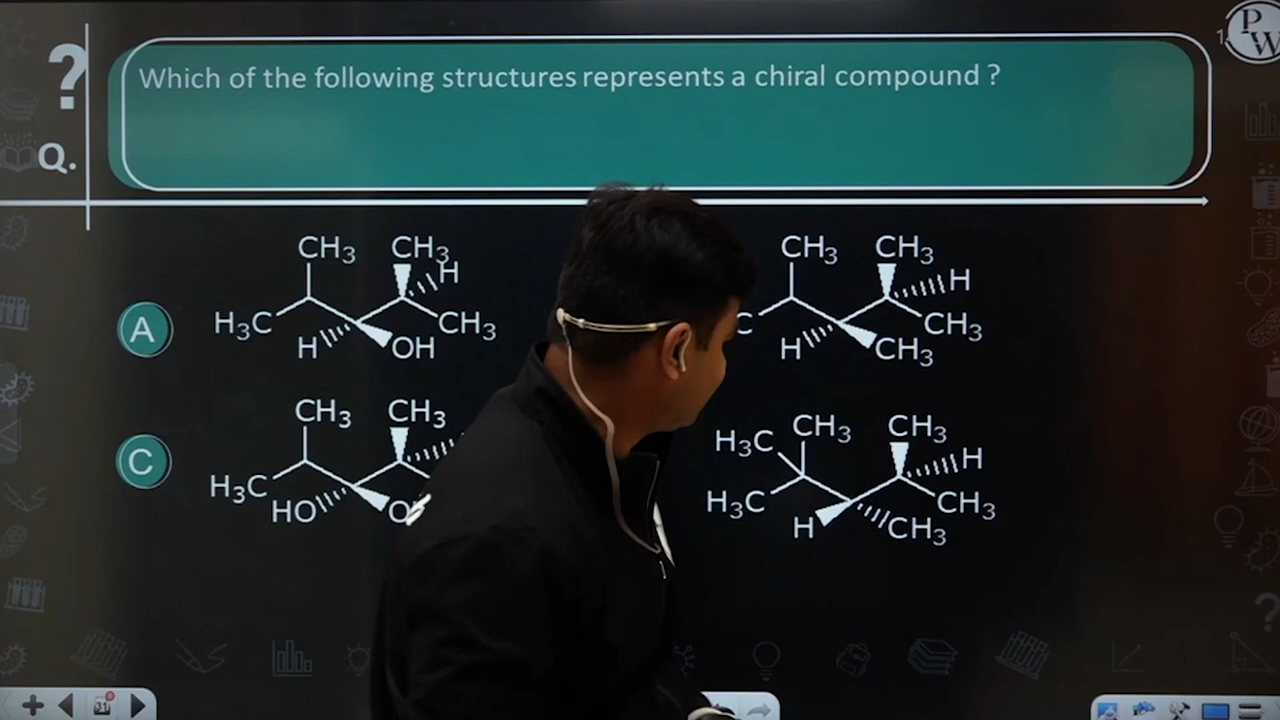 Which of the following structures represents a chiral compound ?
?
Q.
P
W
A
CH3 CH3 H
H3C H OH CH3
CH3 CH3 H
C H CH3 CH3
C
CH3 CH3
H3C HO
CH3 CH3
H3C H
H3C H CH3 CH3